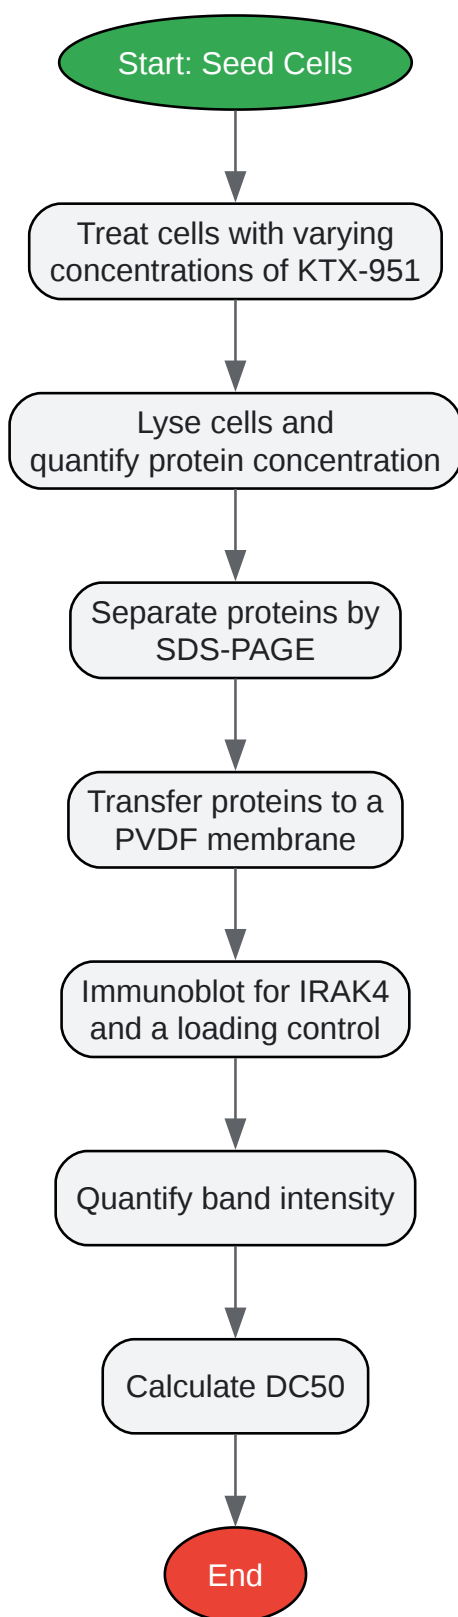 Start: Seed Cells
Treat cells with varying
concentrations of KTX-951
Lyse cells and
quantify protein concentration
Separate proteins by
SDS-PAGE
Transfer proteins to a
PVDF membrane
Immunoblot for IRAK4
and a loading control
Quantify band intensity
Calculate DC50
End